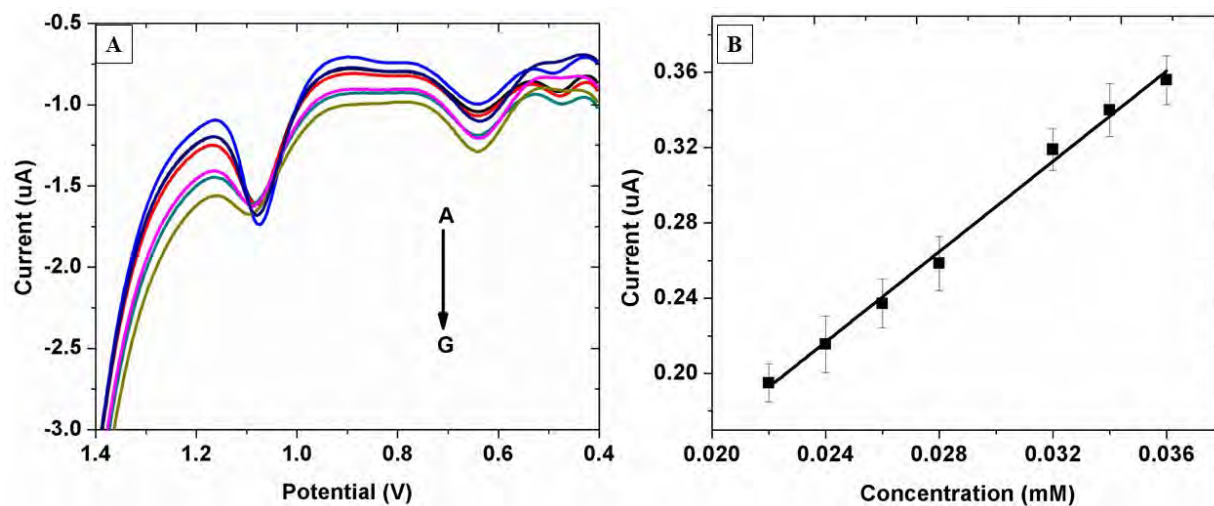 A
-0.5
-1.0
-1.5
-2.0
-2.5
-3.0
Current (uA)
A
G
1.4
1.2
1.0
0.8
0.6
0.4
Potential (V)
B
0.36
0.32
0.28
0.24
0.20
Current (uA)
0.020
0.024
0.028
0.032
0.036
Concentration (mM)